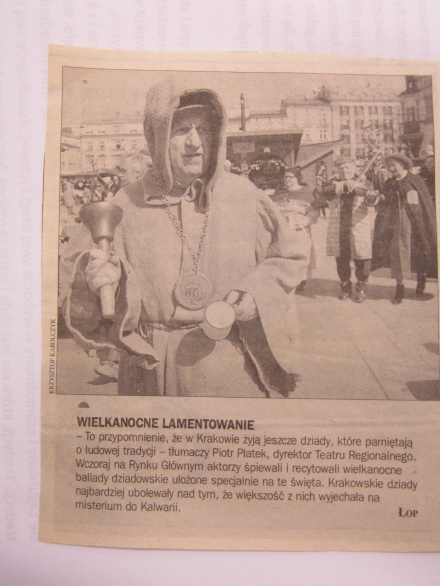 KRZYSZTOF KAROLCZYK
WIELKANOCNE LAMENTOWANIE
– To przypomnienie, że w Krakowie żyją jeszcze dziady, które pamiętają
o ludowej tradycji – tłumaczy Piotr Płatek, dyrektor Teatru Regionalnego.
Wczoraj na Rynku Głównym aktorzy śpiewali i recytowali wielkanocne
ballady dziadowskie ułożone specjalnie na te święta. Krakowskie dziady
najbardziej ubolewały nad tym, że większość z nich wyjechała na
misterium do Kalwarii.
ŁOP